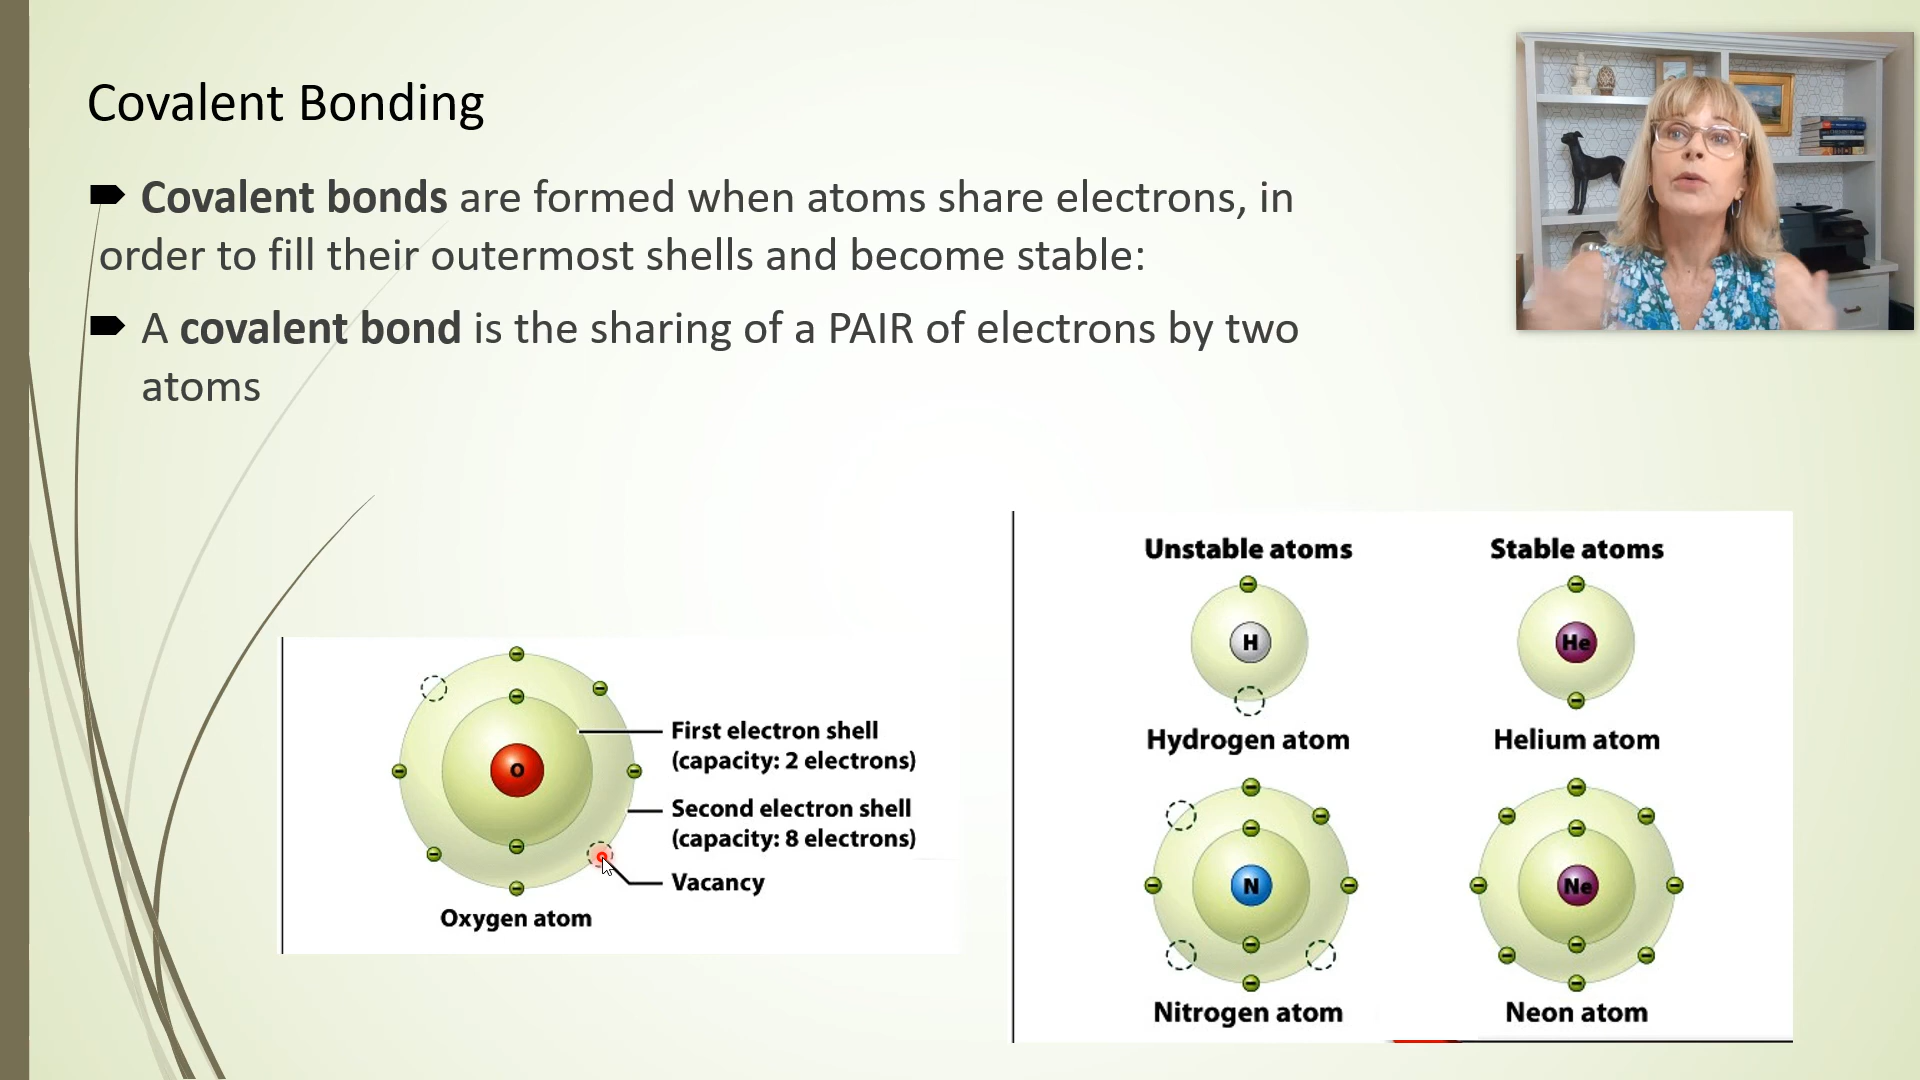 Covalent Bonding
Covalent bonds are formed when atoms share electrons, in
order to fill their outermost shells and become stable:
A covalent bond is the sharing of a PAIR of electrons by two
atoms
O
First electron shell
(capacity: 2 electrons)
Second electron shell
(capacity: 8 electrons)
Vacancy
Oxygen atom
Unstable atoms
Stable atoms
H
He
Hydrogen atom
Helium atom
N
Ne
Nitrogen atom
Neon atom